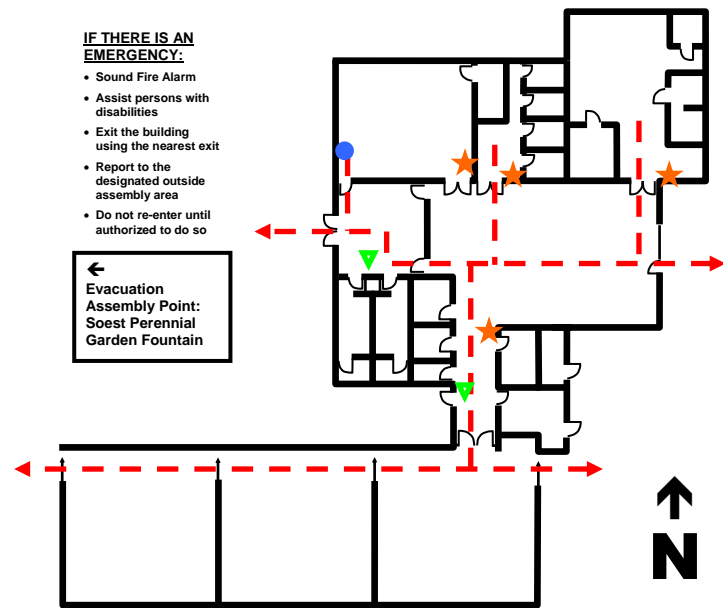 IF THERE IS AN
EMERGENCY:
• Sound Fire Alarm
• Assist persons with
disabilities
• Exit the building
using the nearest exit
• Report to the
designated outside
assembly area
• Do not re-enter until
authorized to do so
←
Evacuation
Assembly Point:
Soest Perennial
Garden Fountain
N